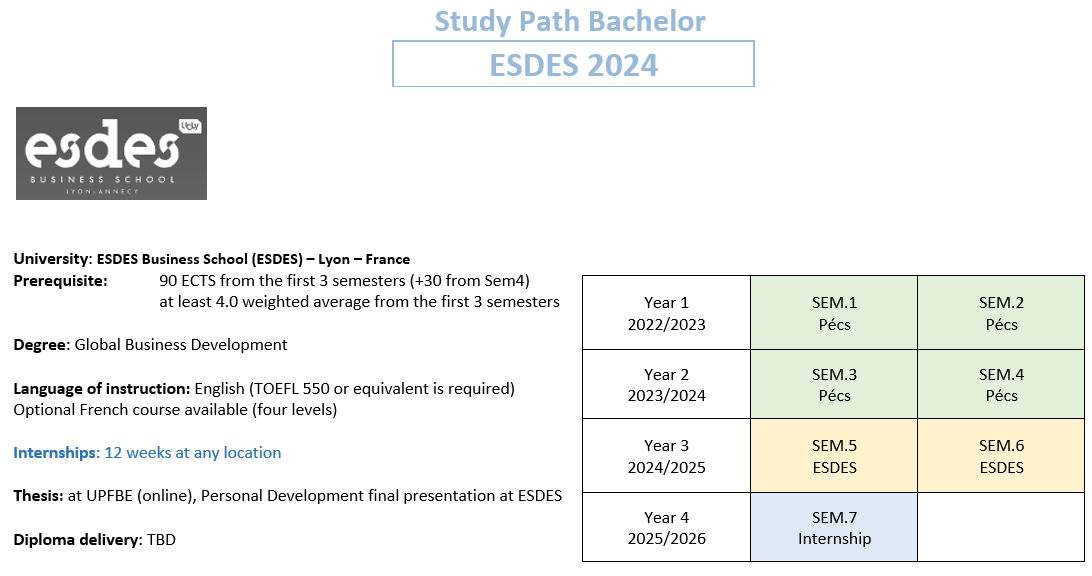 Study Path Bachelor
ESDES 2024
esdes
UCLy
BUSINESS SCHOOL
LYON-ANNECY
University: ESDES Business School (ESDES) – Lyon – France
Prerequisite: 90 ECTS from the first 3 semesters (+30 from Sem4)
at least 4.0 weighted average from the first 3 semesters
Degree: Global Business Development
Language of instruction: English (TOEFL 550 or equivalent is required)
Optional French course available (four levels)
Internships: 12 weeks at any location
Thesis: at UPFBE (online), Personal Development final presentation at ESDES
Diploma delivery: TBD
Year 1
2022/2023
SEM.1
Pécs
SEM.2
Pécs
Year 2
2023/2024
SEM.3
Pécs
SEM.4
Pécs
Year 3
2024/2025
SEM.5
ESDES
SEM.6
ESDES
Year 4
2025/2026
SEM.7
Internship